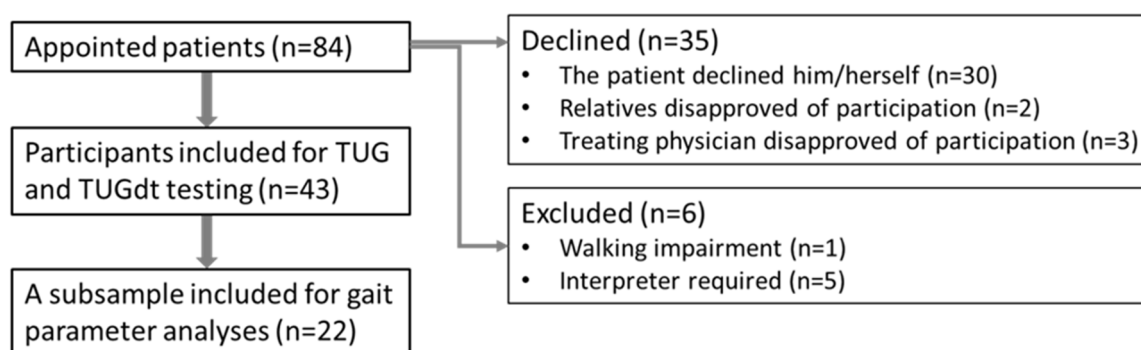 Appointed patients (n=84)
Participants included for TUG
and TUGdt testing (n=43)
A subsample included for gait
parameter analyses (n=22)
Declined (n=35)
• The patient declined him/herself (n=30)
• Relatives disapproved of participation (n=2)
• Treating physician disapproved of participation (n=3)
Excluded (n=6)
• Walking impairment (n=1)
• Interpreter required (n=5)